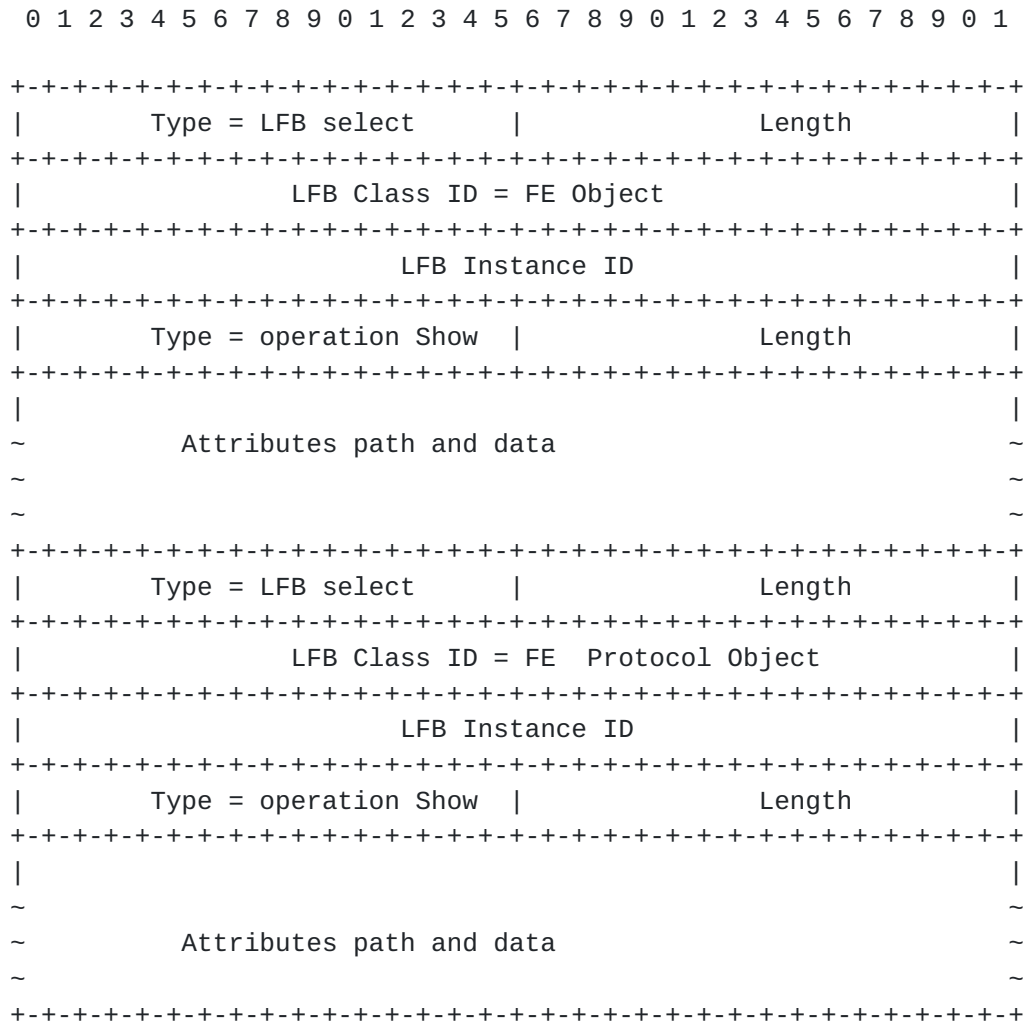 0 1 2 3 4 5 6 7 8 9 0 1 2 3 4 5 6 7 8 9 0 1 2 3 4 5 6 7 8 9 0 1

+-+-+-+-+-+-+-+-+-+-+-+-+-+-+-+-+-+-+-+-+-+-+-+-+-+-+-+-+-+-+-+-+
|        Type = LFB select      |               Length          |
+-+-+-+-+-+-+-+-+-+-+-+-+-+-+-+-+-+-+-+-+-+-+-+-+-+-+-+-+-+-+-+-+
|                 LFB Class ID = FE Object                      |
+-+-+-+-+-+-+-+-+-+-+-+-+-+-+-+-+-+-+-+-+-+-+-+-+-+-+-+-+-+-+-+-+
|                        LFB Instance ID                        |
+-+-+-+-+-+-+-+-+-+-+-+-+-+-+-+-+-+-+-+-+-+-+-+-+-+-+-+-+-+-+-+-+
|        Type = operation Show  |               Length          |
+-+-+-+-+-+-+-+-+-+-+-+-+-+-+-+-+-+-+-+-+-+-+-+-+-+-+-+-+-+-+-+-+
|                                                               |
~          Attributes path and data                             ~
~                                                               ~
~                                                               ~
+-+-+-+-+-+-+-+-+-+-+-+-+-+-+-+-+-+-+-+-+-+-+-+-+-+-+-+-+-+-+-+-+
|        Type = LFB select      |               Length          |
+-+-+-+-+-+-+-+-+-+-+-+-+-+-+-+-+-+-+-+-+-+-+-+-+-+-+-+-+-+-+-+-+
|                 LFB Class ID = FE  Protocol Object            |
+-+-+-+-+-+-+-+-+-+-+-+-+-+-+-+-+-+-+-+-+-+-+-+-+-+-+-+-+-+-+-+-+
|                        LFB Instance ID                        |
+-+-+-+-+-+-+-+-+-+-+-+-+-+-+-+-+-+-+-+-+-+-+-+-+-+-+-+-+-+-+-+-+
|        Type = operation Show  |               Length          |
+-+-+-+-+-+-+-+-+-+-+-+-+-+-+-+-+-+-+-+-+-+-+-+-+-+-+-+-+-+-+-+-+
|                                                               |
~                                                               ~
~          Attributes path and data                             ~
~                                                               ~
+-+-+-+-+-+-+-+-+-+-+-+-+-+-+-+-+-+-+-+-+-+-+-+-+-+-+-+-+-+-+-+-+